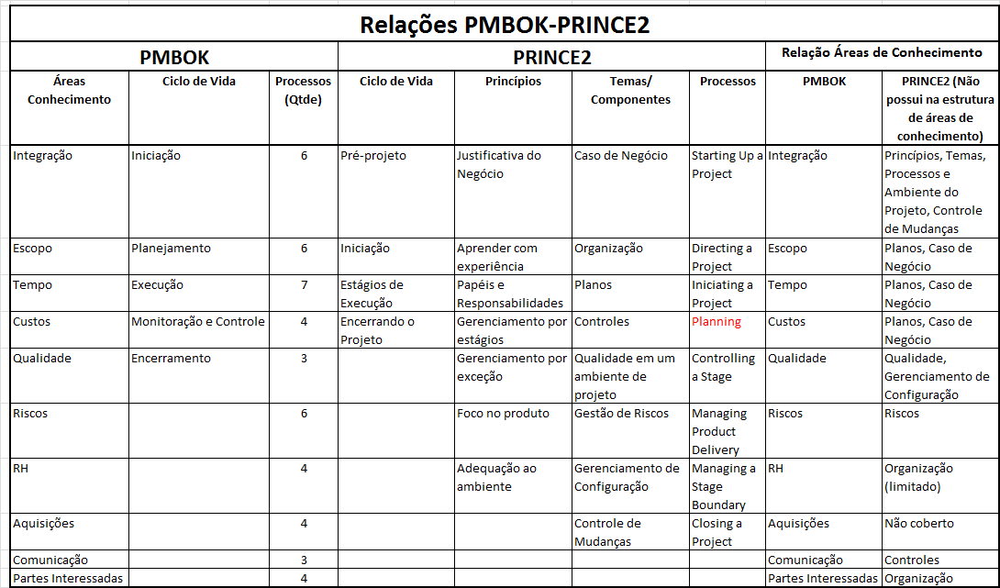 Relações PMBOK-PRINCE2
PMBOK PRINCE2 Relação Áreas de Conhecimento
Áreas Ciclo de Vida Processos Ciclo de Vida Princípios Temas/ Processos PMBOK PRINCE2 (Não
Conhecimento (Qtde) Componentes possui na estrutura
de áreas de
conhecimento)
Integração Iniciação 6 Pré-projeto Justificativa do Caso de Negócio Starting Up a Integração Princípios, Temas,
Negócio Project Processos e
Ambiente do
Projeto, Controle
de Mudanças
Escopo Planejamento 6 Iniciação Aprender com Organização Directing a Escopo Planos, Caso de
experiência Project Negócio
Tempo Execução 7 Estágios de Papéis e Planos Iniciating a Tempo Planos, Caso de
Execução Responsabilidades Project Negócio
Custos Monitoração e Controle 4 Encerrando o Gerenciamento por Controles Planning Custos Planos, Caso de
Projeto estágios Negócio
Qualidade Encerramento 3 Gerenciamento por Qualidade em um Controlling Qualidade Qualidade,
exceção ambiente de a Stage Gerenciamento de
projeto Configuração
Riscos 6 Foco no produto Gestão de Riscos Managing Riscos Riscos
Product
Delivery
RH 4 Adequação ao Gerenciamento de Managing a RH Organização
ambiente Configuração Stage (limitado)
Boundary
Aquisições 4 Controle de Closing a Aquisições Não coberto
Mudanças Project
Comunicação 3 Comunicação Controles
Partes Interessadas 4 Partes Interessadas Organização